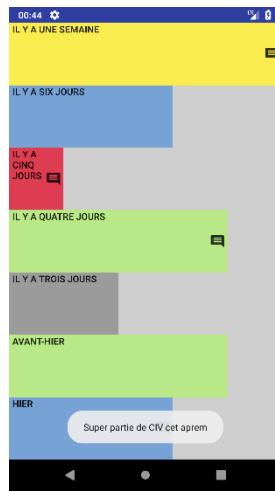 00:44
IL Y A UNE SEMAINE
IL Y A SIX JOURS
IL Y A
CINQ
JOURS
IL Y A QUATRE JOURS
IL Y A TROIS JOURS
AVANT-HIER
HIER
Super partie de CIV cet aprem